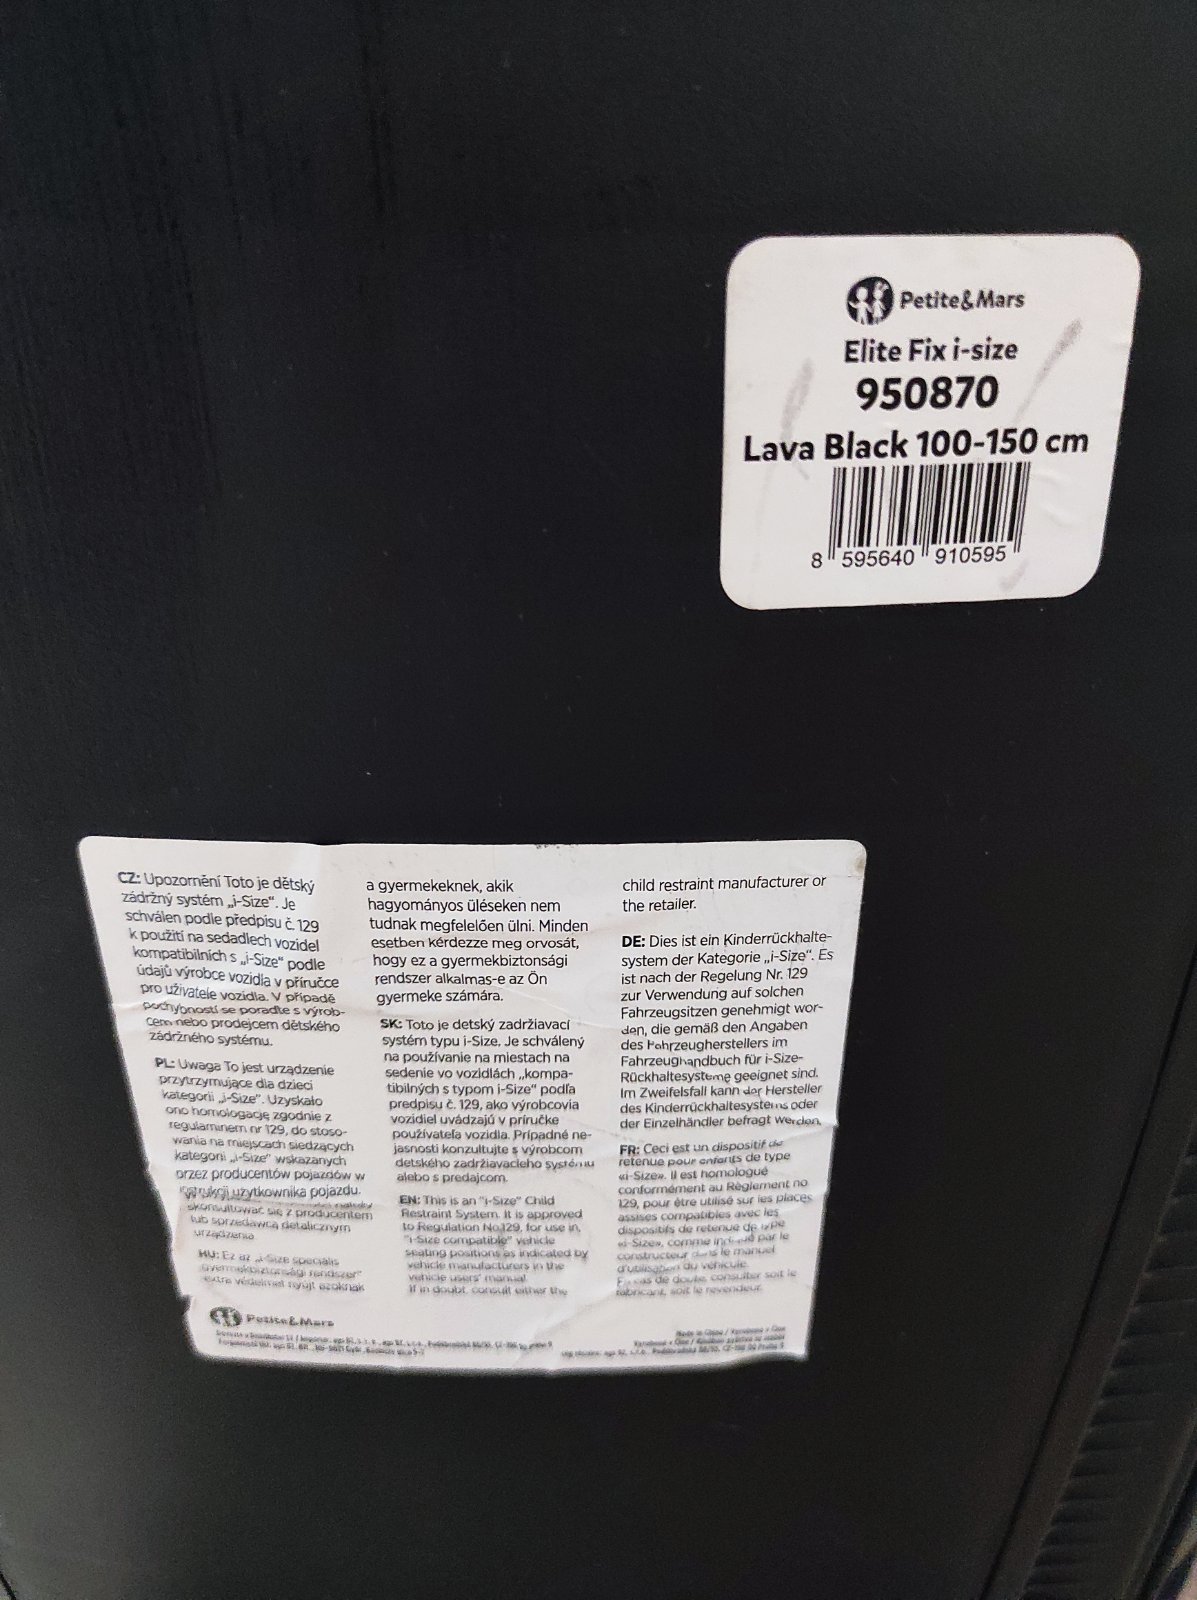 Petite&Mars
Elite Fix i-size
950870
Lava Black 100-150 cm
8 595640 910595
CZ: Upozornění Toto je dětský
zádržný systém „i-Size“. Je
schválen podle předpisu č. 129
k použití na sedadlech vozidel
kompatibilních s „i-Size“ podle
údajů výrobce vozidla v příručce
pro uživatele vozidla. V případě
pochybností se poraďte s výrob-
cem nebo prodejcem dětského
zádržného systému.
PL: Uwaga To jest urządzenie
przytrzymujące dla dzieci
kategorii „i-Size”. Uzyskało
ono homologację zgodnie z
regulaminem nr 129, do stoso-
wania na miejscach siedzących
kategorii „i-Size” wskazanych
przez producentów pojazdów w
instrukcji użytkownika pojazdu.
skonsultować się z producentem
lub sprzedawcą detalicznym
urządzenia
HU: Ez az „i-Size speciális
gyermekbiztonsági rendszer”
extra védelmet nyújt azoknak
a gyermekeknek, akik
hagyományos üléseken nem
tudnak megfelelően ülni. Minden
esetben kérdezze meg orvosát,
hogy ez a gyermekbiztonsági
rendszer alkalmas-e az Ön
gyermeke számára.
SK: Toto je detský zadržiavací
systém typu i-Size. Je schválený
na používanie na miestach na
sedenie vo vozidlách „kompa-
tibilných s typom i-Size“ podľa
predpisu č. 129, ako výrobcovia
vozidiel uvádzajú v príručke
používateľa vozidla. Prípadné ne-
jasnosti konzultujte s výrobcom
detského zadržiavacieho systému
alebo s predajcom.
EN: This is an “i-Size” Child
Restraint System. It is approved
to Regulation No.129, for use in,
“i-Size compatible” vehicle
seating positions as indicated by
vehicle manufacturers in the
vehicle users’ manual.
If in doubt, consult either the
child restraint manufacturer or
the retailer.
DE: Dies ist ein Kinderrückhalte-
system der Kategorie „i-Size“. Es
ist nach der Regelung Nr. 129
zur Verwendung auf solchen
Fahrzeugsitzen genehmigt wor-
den, die gemäß den Angaben
des Fahrzeugherstellers im
Fahrzeughandbuch für i-Size-
Rückhaltesysteme geeignet sind.
Im Zweifelsfall kann der Hersteller
des Kinderrückhaltesystems oder
der Einzelhändler befragt werden.
FR: Ceci est un dispositif de
retenue pour enfants de type
«i-Size». Il est homologué
conformément au Règlement no
129, pour être utilisé sur les places
assises compatibles avec les
dispositifs de retenue de type
«i-Size», comme indiqué par le
constructeur dans le manuel
d’utilisation du véhicule.
En cas de doute, consulter soit le
fabricant, soit le revendeur.
Petite&Mars